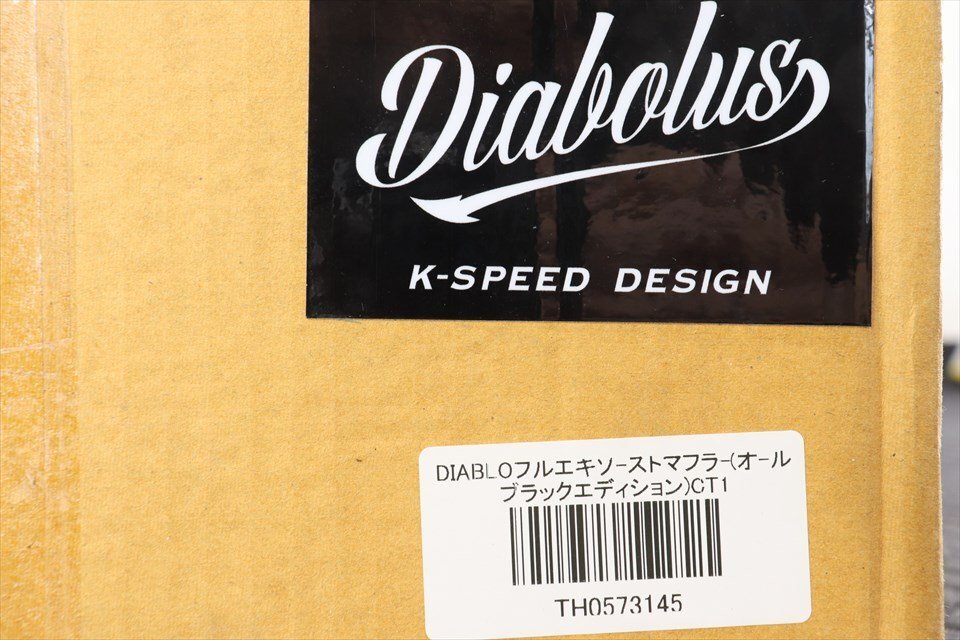 Diabolus
K-SPEED DESIGN
DIABLOフルエキソーストマフラー(オール
ブラックエディション)CT1
TH0573145